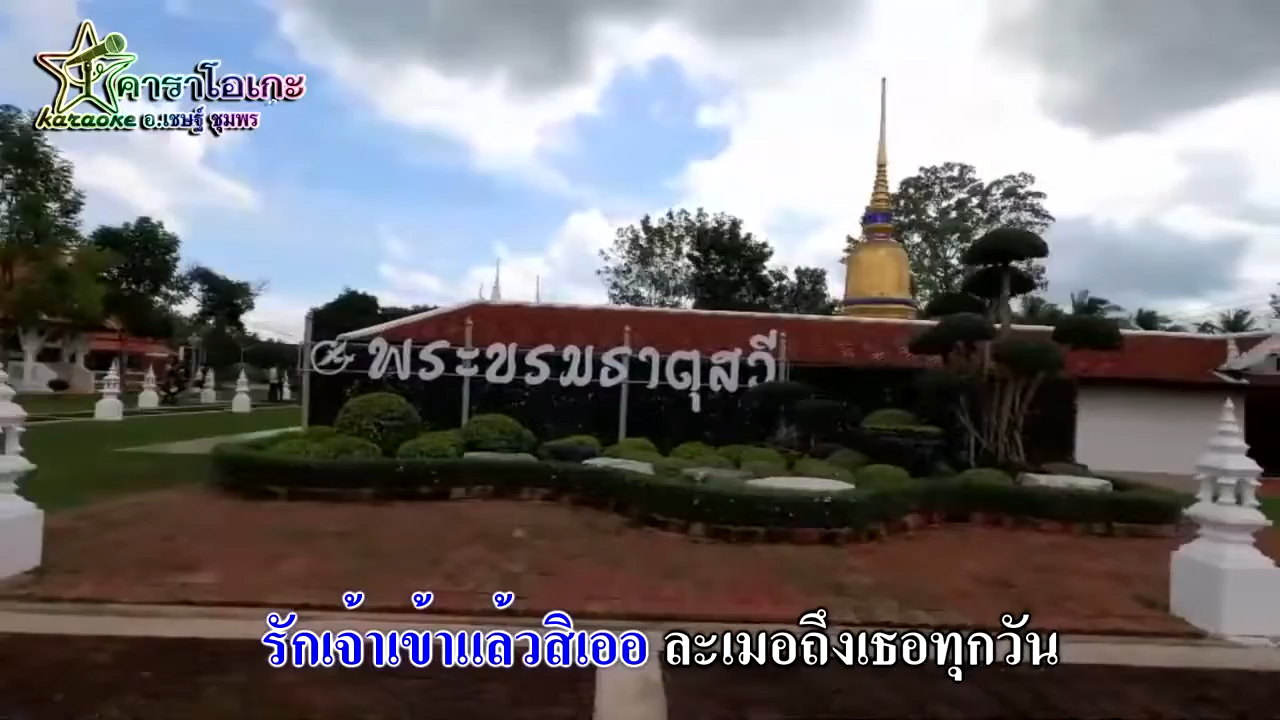 คาราโอเกะ
karaoke อ.เชษฐ์ ชุมพร
พระบรมธาตุสวี
รักเจ้าเข้าแล้วสิเออ ละเมอถึงเธอทุกวัน